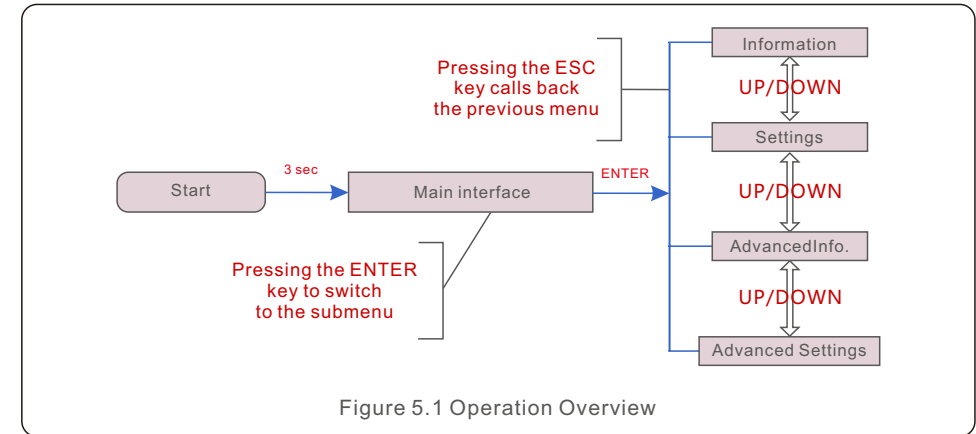 Information
Pressing the ESC
key calls back
the previous menu
UP/DOWN
Settings
3 sec
ENTER
Start
Main interface
UP/DOWN
AdvancedInfo.
Pressing the ENTER
key to switch
to the submenu
UP/DOWN
Advanced Settings
Figure 5.1 Operation Overview